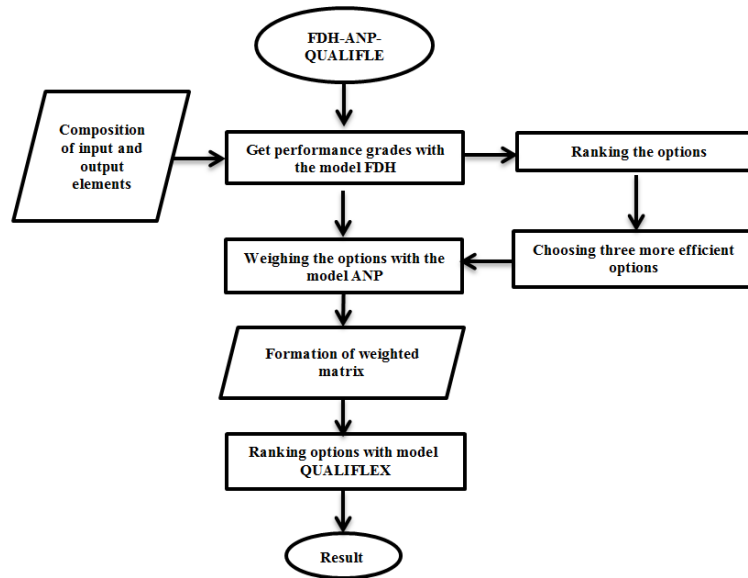 FDH-ANP-
QUALIFLE
Composition
of input and
output
elements
Get performance grades with
the model FDH
Ranking the options
Weighing the options with the
model ANP
Choosing three more efficient
options
Formation of weighted
matrix
Ranking options with model
QUALIFLEX
Result